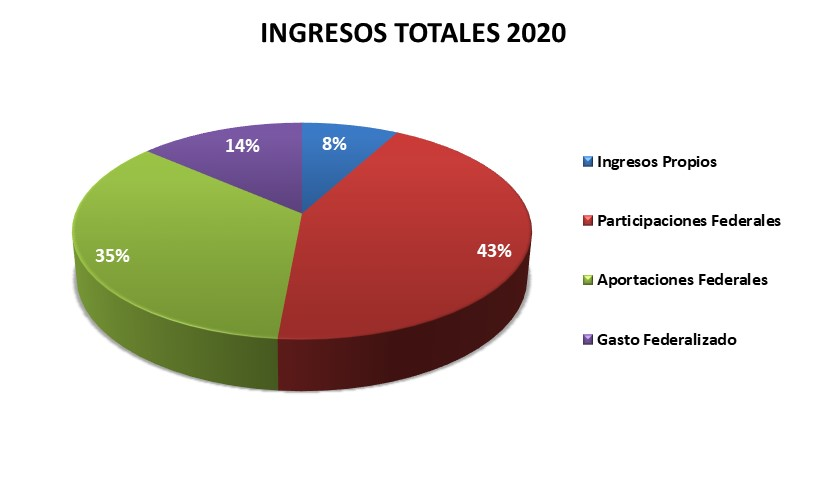 INGRESOS TOTALES 2020
14%
8%
35%
43%
Ingresos Propios
Participaciones Federales
Aportaciones Federales
Gasto Federalizado